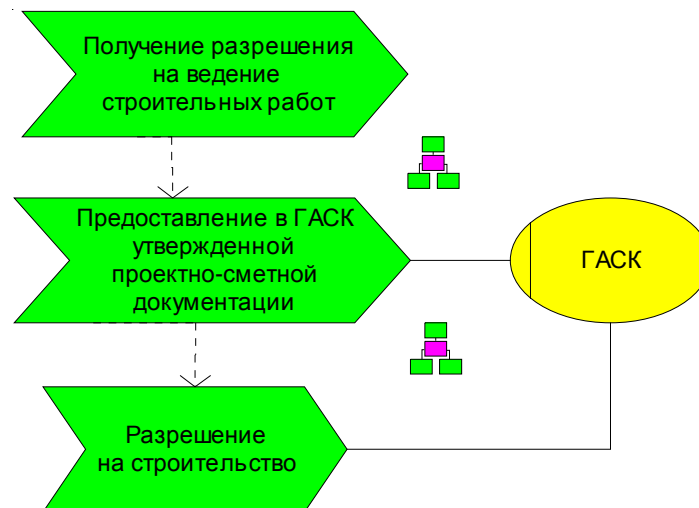 Получение разрешения
на ведение
строительных работ
Предоставление в ГАСК
утвержденной
проектно-сметной
документации
ГАСК
Разрешение
на строительство